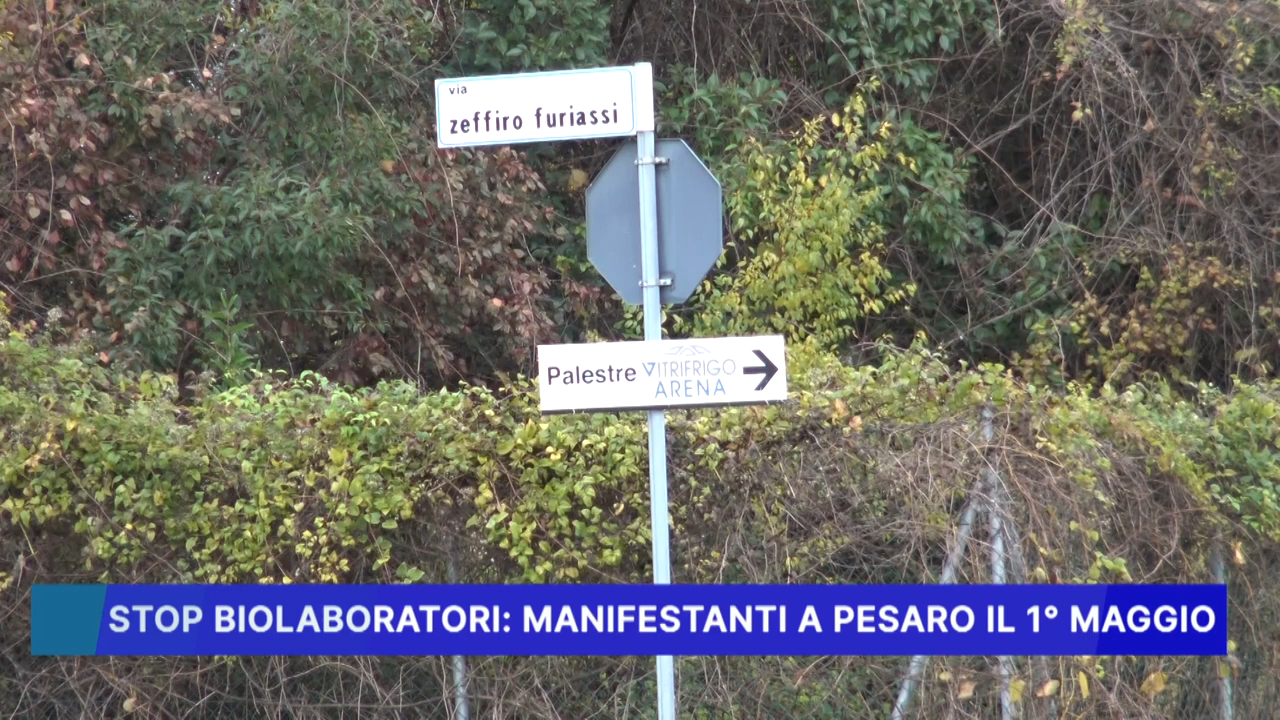 via
zeffiro furiassi
Palestre VITRIFRIGO
ARENA
STOP BIOLABORATORI: MANIFESTANTI A PESARO IL 1° MAGGIO